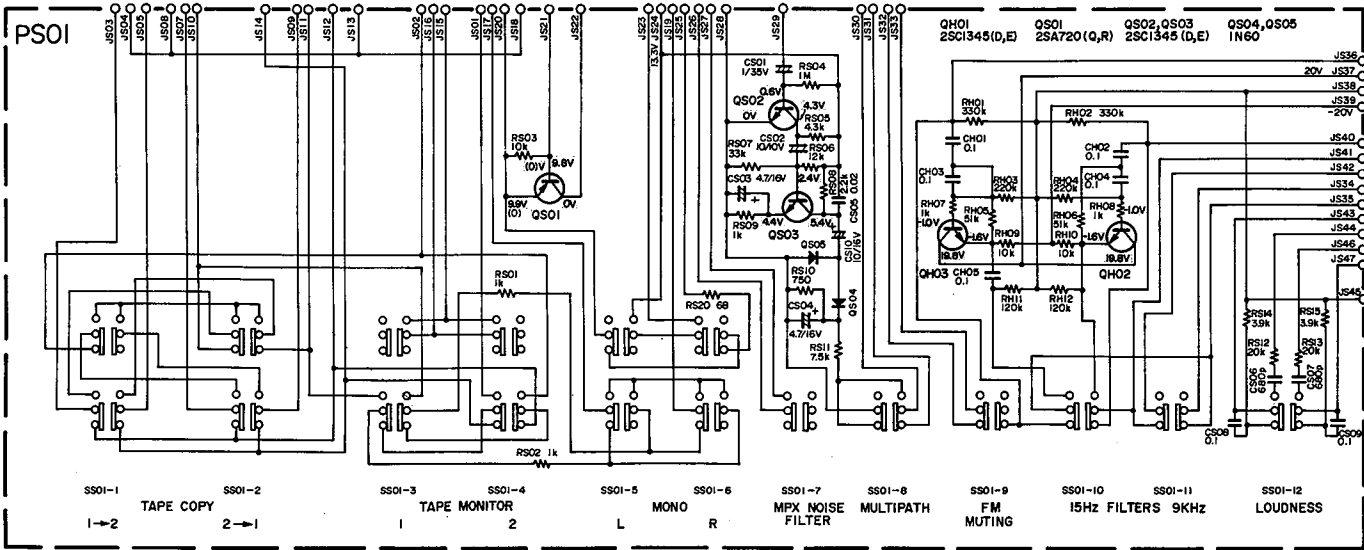 PS01
JS03
JS04
JS05
JS08
JS07
JS10
JS14
JS09
JS11
JS12
JS13
JS02
JS16
JS15
JS01
JS17
JS20
JS18
JS21
JS22
JS23
JS24
13.3V
JS19
JS25
JS26
JS27
JS28
JS29
JS30
JS31
JS32
JS33
QH01 QS01 QS02,QS03 QS04,QS05
2SC1345(D,E) 2SA720(Q,R) 2SC1345(D,E) 1N60
JS36
20V JS37
JS38
JS39
-20V
JS40
JS41
JS42
JS34
JS35
JS43
JS44
JS46
JS47
JS45
CS01
1/35V
RS04
1M
0.6V
QS02
0V
4.3V
RS05
4.3k
CS02
10/10V
RS06
12k
RS07
33k
2.4V
RS08
2.2k
CS03 4.7/16V
+
CS05 0.02
RS09
1k
4.4V
QS03
5.4V
+
CS10
10/16V
QS05
RS10
750
QS04
CS04
+
4.7/16V
RS11
7.5k
RS03
10k
(0)V
9.8V
9.9V
(0)
.0V
QS01
RS01
1k
RS20 68
RS02 1k
RH01
330k
RH02 330k
CH01
0.1
CH02
0.1
CH03
0.1
CH04
0.1
RH03
220k
RH04
220k
RH07
1k
-1.0V
RH05
51k
RH06
51k
RH08
1k
-1.0V
-1.6V
RH09
10k
RH10
10k
-1.6V
19.8V
19.8V
QH03
CH05
0.1
QH02
RH11
120k
RH12
120k
RS14
3.9k
RS15
3.9k
RS12
20k
RS13
20k
CS06
680p
CS07
680p
CS08
0.1
CS09
0.1
SS01-1 SS01-2 SS01-3 SS01-4 SS01-5 SS01-6 SS01-7 SS01-8 SS01-9 SS01-10 SS01-11 SS01-12
TAPE COPY
1→2 2→1
TAPE MONITOR
1 2
MONO
L R
MPX NOISE
FILTER
MULTIPATH
FM
MUTING
15Hz FILTERS 9KHz
LOUDNESS